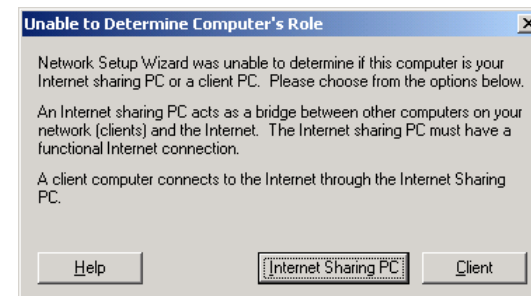 Unable to Determine Computer's Role
Network Setup Wizard was unable to determine if this computer is your
Internet sharing PC or a client PC. Please choose from the options below.
An Internet sharing PC acts as a bridge between other computers on your
network (clients) and the Internet. The Internet sharing PC must have a
functional Internet connection.
A client computer connects to the Internet through the Internet Sharing
PC.
Help Internet Sharing PC Client